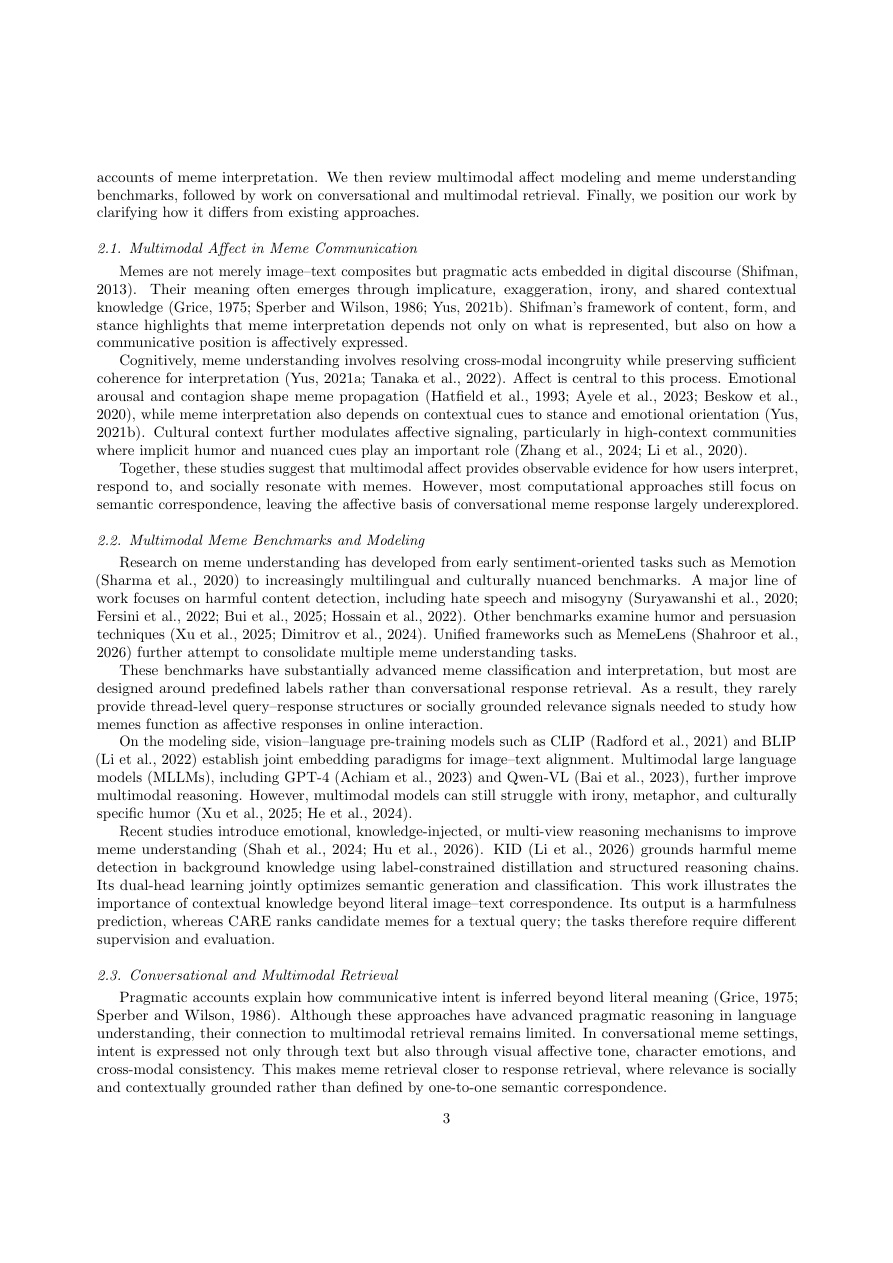 accounts of meme interpretation. We then review multimodal affect modeling and meme understanding
benchmarks, followed by work on conversational and multimodal retrieval. Finally, we position our work by
clarifying how it differs from existing approaches.
2.1. Multimodal Affect in Meme Communication
Memes are not merely image–text composites but pragmatic acts embedded in digital discourse (Shifman,
2013). Their meaning often emerges through implicature, exaggeration, irony, and shared contextual
knowledge (Grice, 1975; Sperber and Wilson, 1986; Yus, 2021b). Shifman's framework of content, form, and
stance highlights that meme interpretation depends not only on what is represented, but also on how a
communicative position is affectively expressed.
Cognitively, meme understanding involves resolving cross-modal incongruity while preserving sufficient
coherence for interpretation (Yus, 2021a; Tanaka et al., 2022). Affect is central to this process. Emotional
arousal and contagion shape meme propagation (Hatfield et al., 1993; Ayele et al., 2023; Beskow et al.,
2020), while meme interpretation also depends on contextual cues to stance and emotional orientation (Yus,
2021b). Cultural context further modulates affective signaling, particularly in high-context communities
where implicit humor and nuanced cues play an important role (Zhang et al., 2024; Li et al., 2020).
Together, these studies suggest that multimodal affect provides observable evidence for how users interpret,
respond to, and socially resonate with memes. However, most computational approaches still focus on
semantic correspondence, leaving the affective basis of conversational meme response largely underexplored.
2.2. Multimodal Meme Benchmarks and Modeling
Research on meme understanding has developed from early sentiment-oriented tasks such as Memotion
(Sharma et al., 2020) to increasingly multilingual and culturally nuanced benchmarks. A major line of
work focuses on harmful content detection, including hate speech and misogyny (Suryawanshi et al., 2020;
Fersini et al., 2022; Bui et al., 2025; Hossain et al., 2022). Other benchmarks examine humor and persuasion
techniques (Xu et al., 2025; Dimitrov et al., 2024). Unified frameworks such as MemeLens (Shahroor et al.,
2026) further attempt to consolidate multiple meme understanding tasks.
These benchmarks have substantially advanced meme classification and interpretation, but most are
designed around predefined labels rather than conversational response retrieval. As a result, they rarely
provide thread-level query–response structures or socially grounded relevance signals needed to study how
memes function as affective responses in online interaction.
On the modeling side, vision–language pre-training models such as CLIP (Radford et al., 2021) and BLIP
(Li et al., 2022) establish joint embedding paradigms for image–text alignment. Multimodal large language
models (MLLMs), including GPT-4 (Achiam et al., 2023) and Qwen-VL (Bai et al., 2023), further improve
multimodal reasoning. However, multimodal models can still struggle with irony, metaphor, and culturally
specific humor (Xu et al., 2025; He et al., 2024).
Recent studies introduce emotional, knowledge-injected, or multi-view reasoning mechanisms to improve
meme understanding (Shah et al., 2024; Hu et al., 2026). KID (Li et al., 2026) grounds harmful meme
detection in background knowledge using label-constrained distillation and structured reasoning chains.
Its dual-head learning jointly optimizes semantic generation and classification. This work illustrates the
importance of contextual knowledge beyond literal image–text correspondence. Its output is a harmfulness
prediction, whereas CARE ranks candidate memes for a textual query; the tasks therefore require different
supervision and evaluation.
2.3. Conversational and Multimodal Retrieval
Pragmatic accounts explain how communicative intent is inferred beyond literal meaning (Grice, 1975;
Sperber and Wilson, 1986). Although these approaches have advanced pragmatic reasoning in language
understanding, their connection to multimodal retrieval remains limited. In conversational meme settings,
intent is expressed not only through text but also through visual affective tone, character emotions, and
cross-modal consistency. This makes meme retrieval closer to response retrieval, where relevance is socially
and contextually grounded rather than defined by one-to-one semantic correspondence.
3